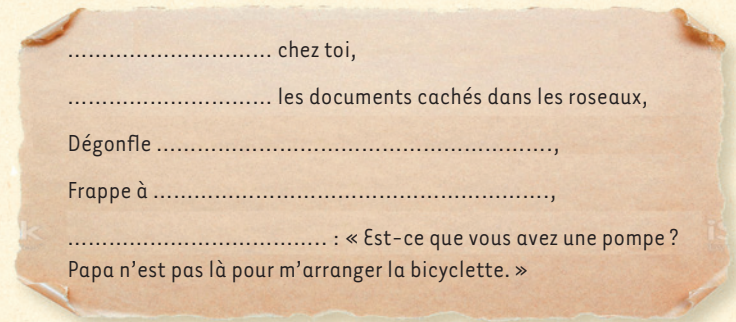 .............................. chez toi,
.............................. les documents cachés dans les roseaux,
Dégonfle ..........................................................,
Frappe à ..........................................................,
...................................... : « Est-ce que vous avez une pompe ?
Papa n'est pas là pour m'arranger la bicyclette. »